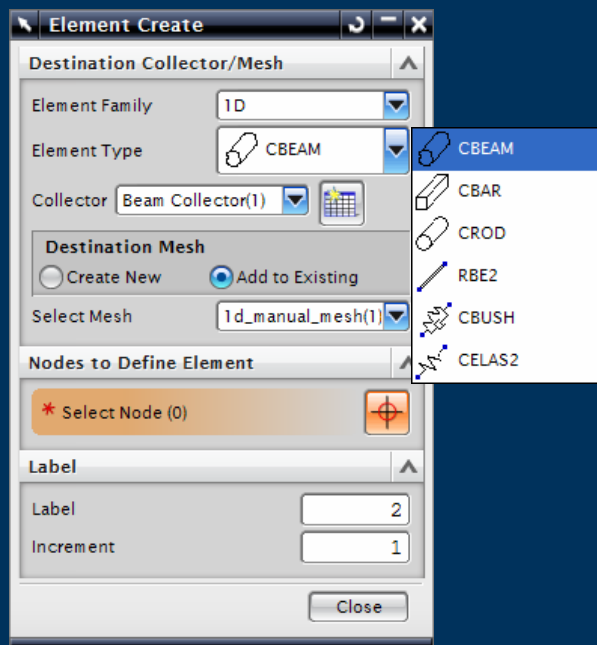 Element Create
Destination Collector/Mesh
Element Family 1D
Element Type CBEAM
CBEAM
CBAR
CROD
RBE2
CBUSH
CELAS2
Collector Beam Collector(1)
Destination Mesh
Create New Add to Existing
Select Mesh 1d_manual_mesh(1)
Nodes to Define Element
* Select Node (0)
Label
Label 2
Increment 1
Close